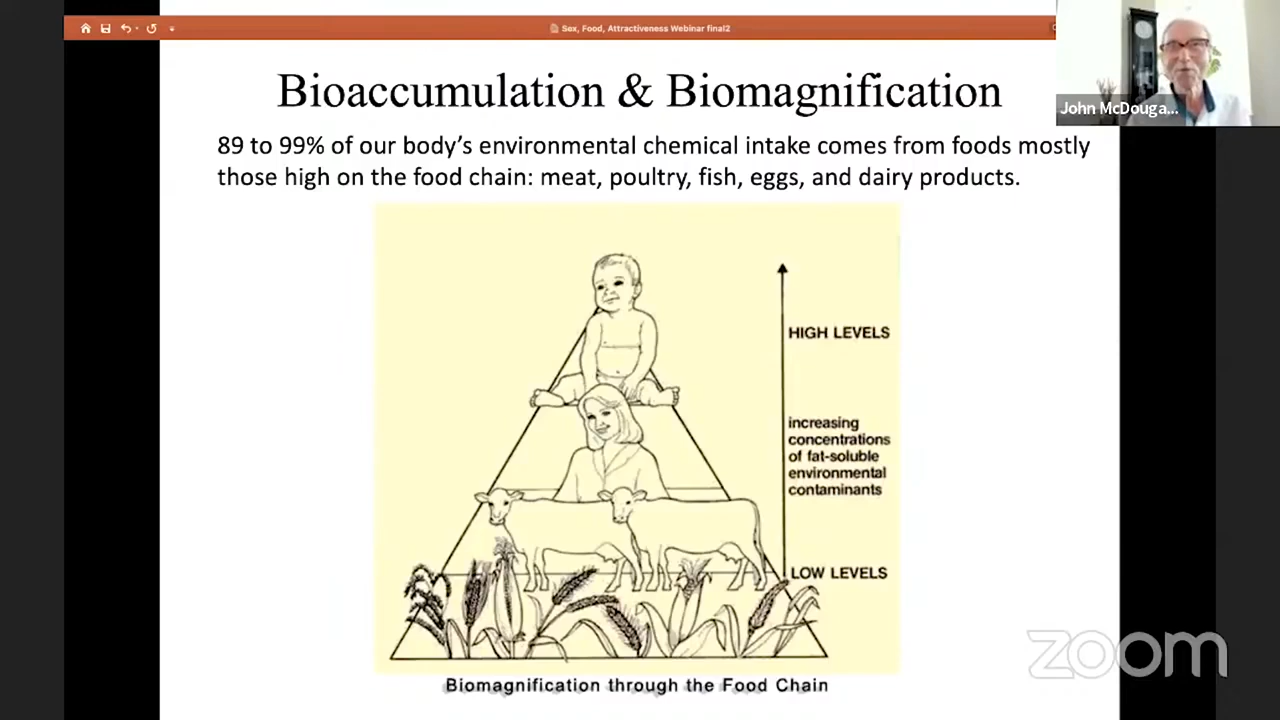 Sex, Food, Attractiveness Webinar final2
John McDouga...
Bioaccumulation & Biomagnification
89 to 99% of our body's environmental chemical intake comes from foods mostly
those high on the food chain: meat, poultry, fish, eggs, and dairy products.
HIGH LEVELS
increasing
concentrations
of fat-soluble
environmental
contaminants
LOW LEVELS
Biomagnification through the Food Chain
zoom